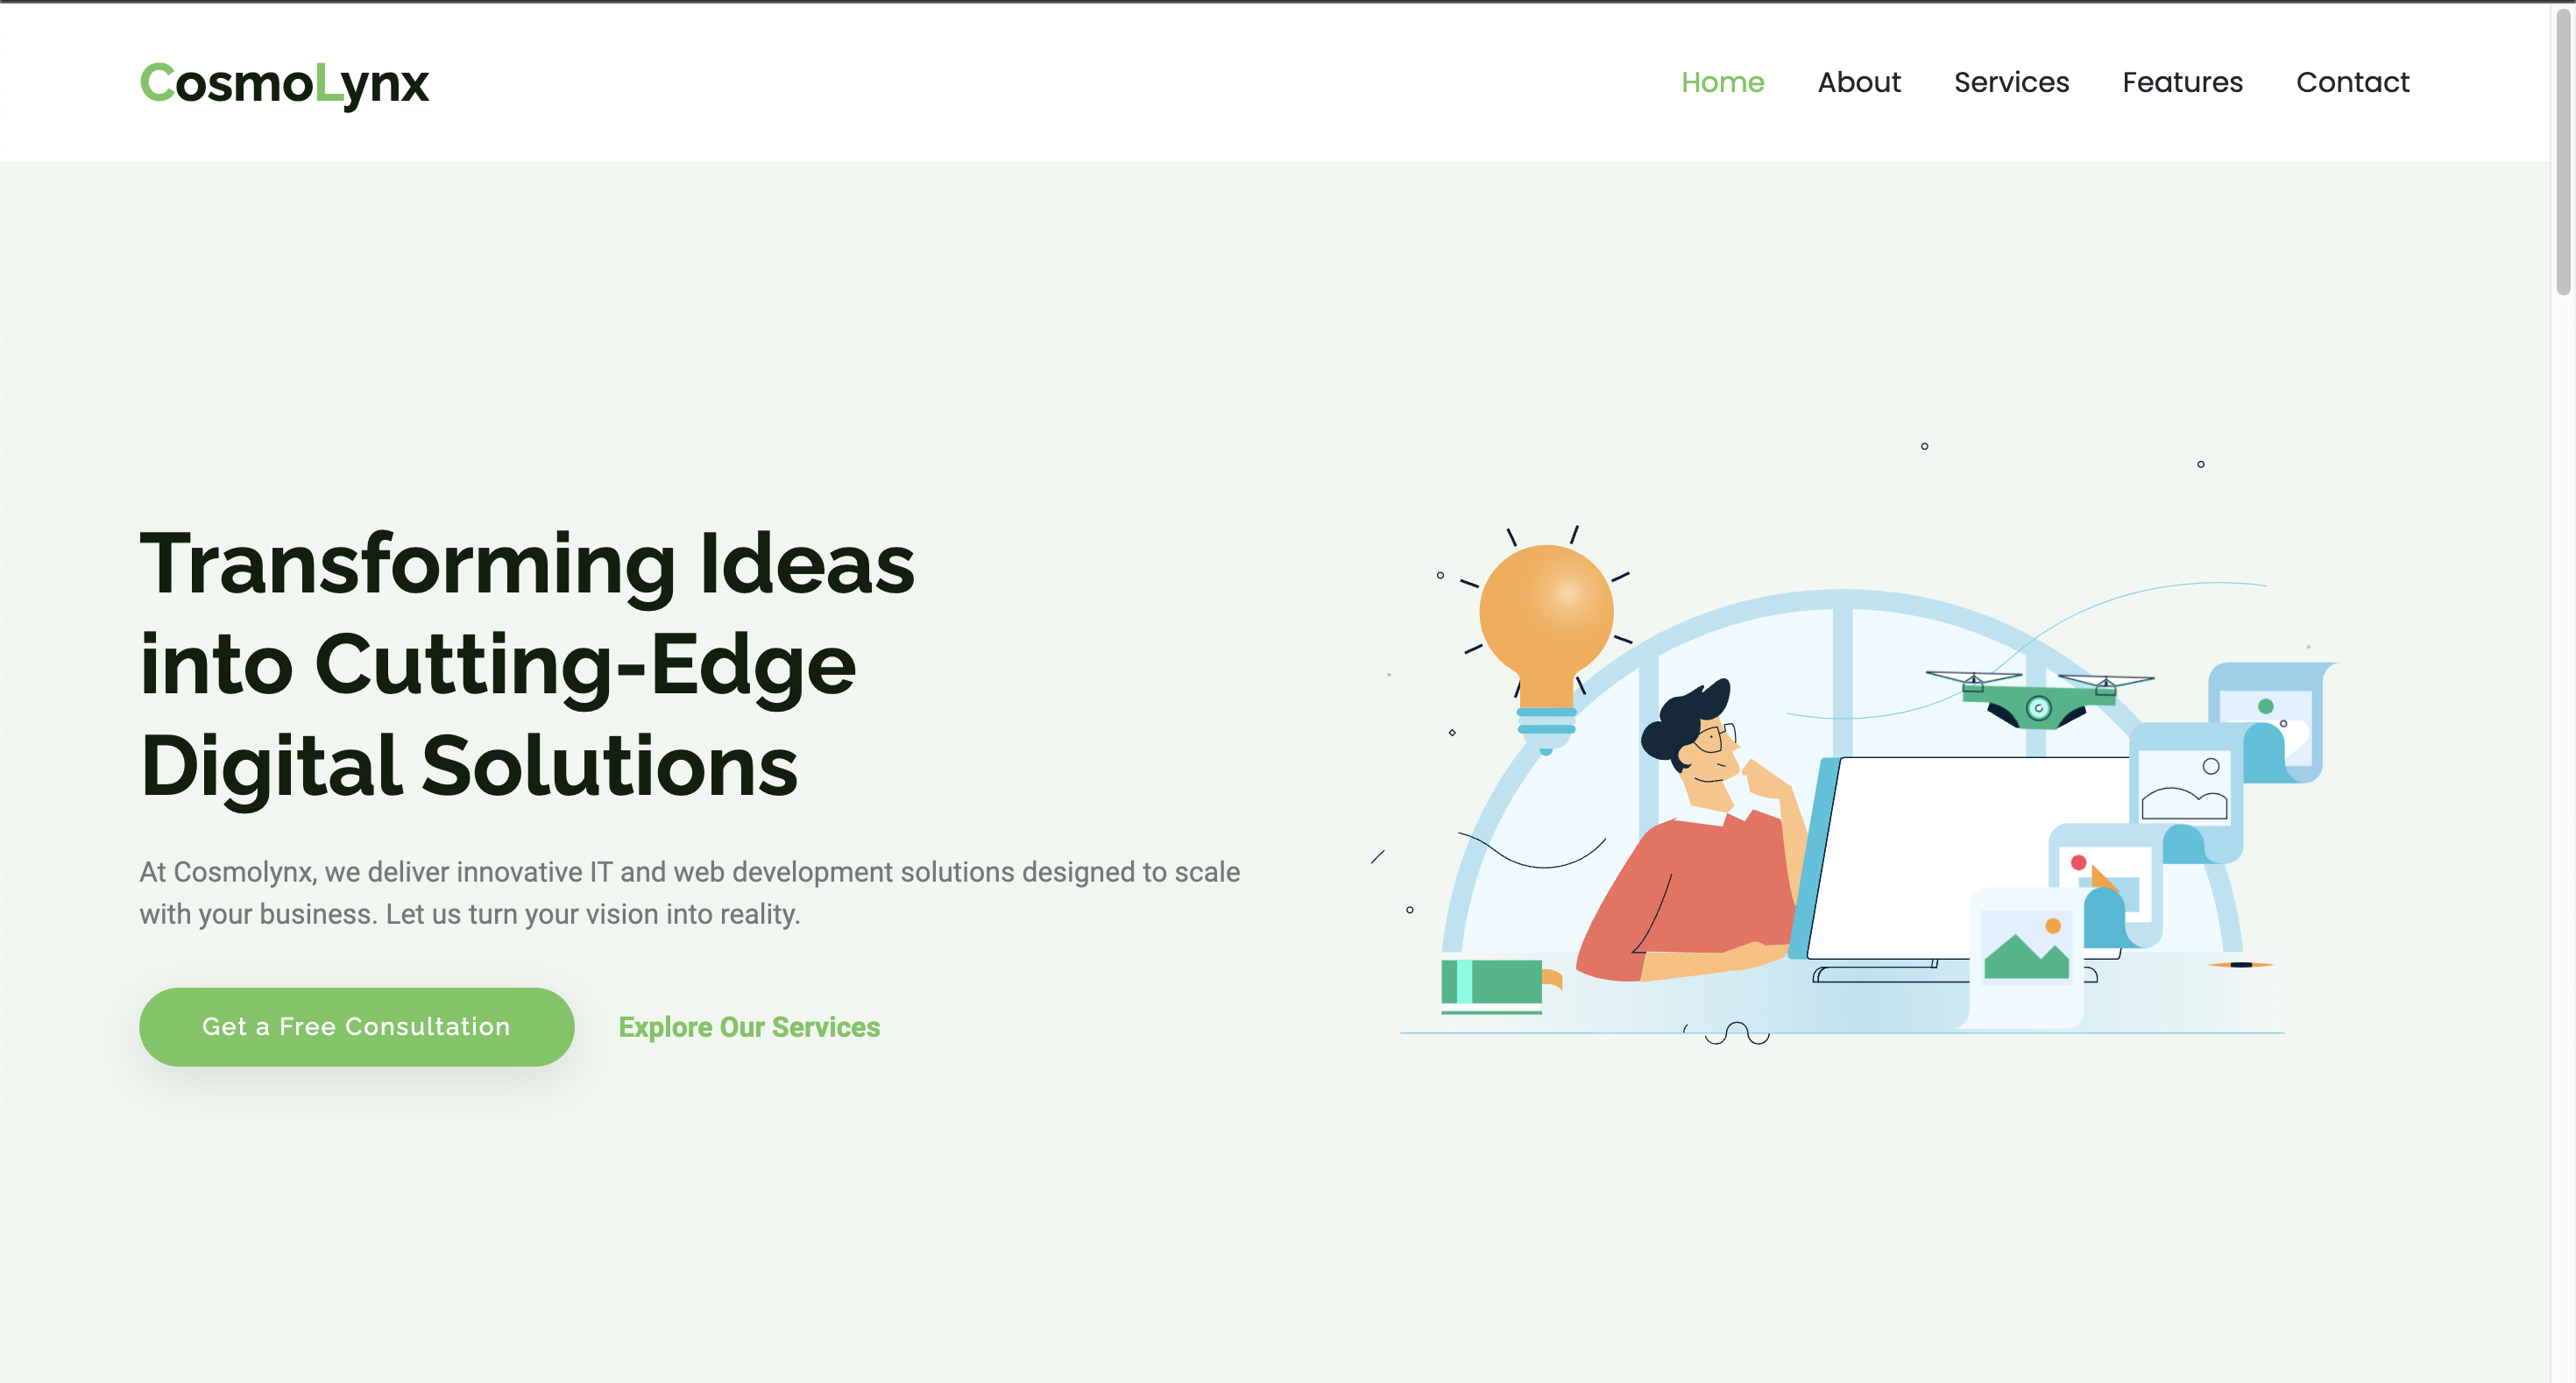 CosmoLynx
Home About Services Features Contact
Transforming Ideas
into Cutting-Edge
Digital Solutions
At Cosmolynx, we deliver innovative IT and web development solutions designed to scale
with your business. Let us turn your vision into reality.
Get a Free Consultation
Explore Our Services